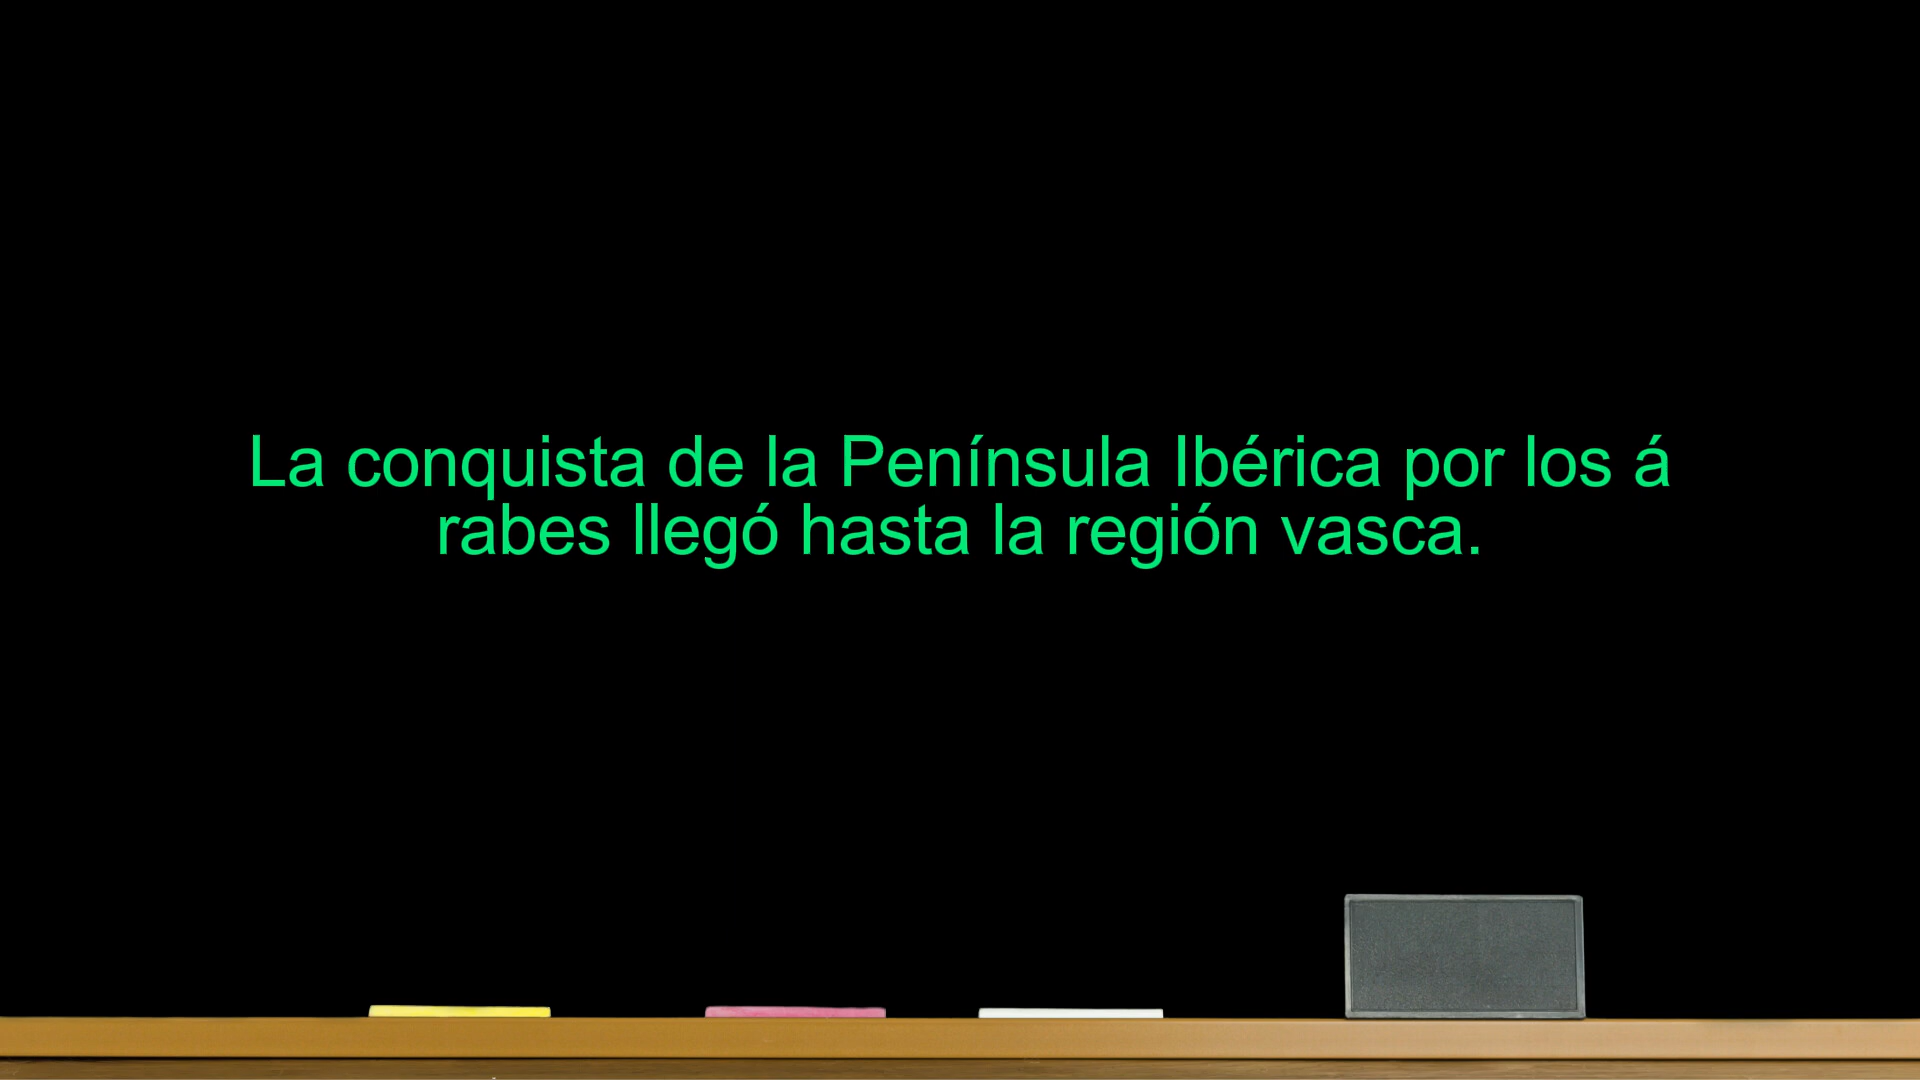 La conquista de la Península Ibérica por los á
rabes llegó hasta la región vasca.